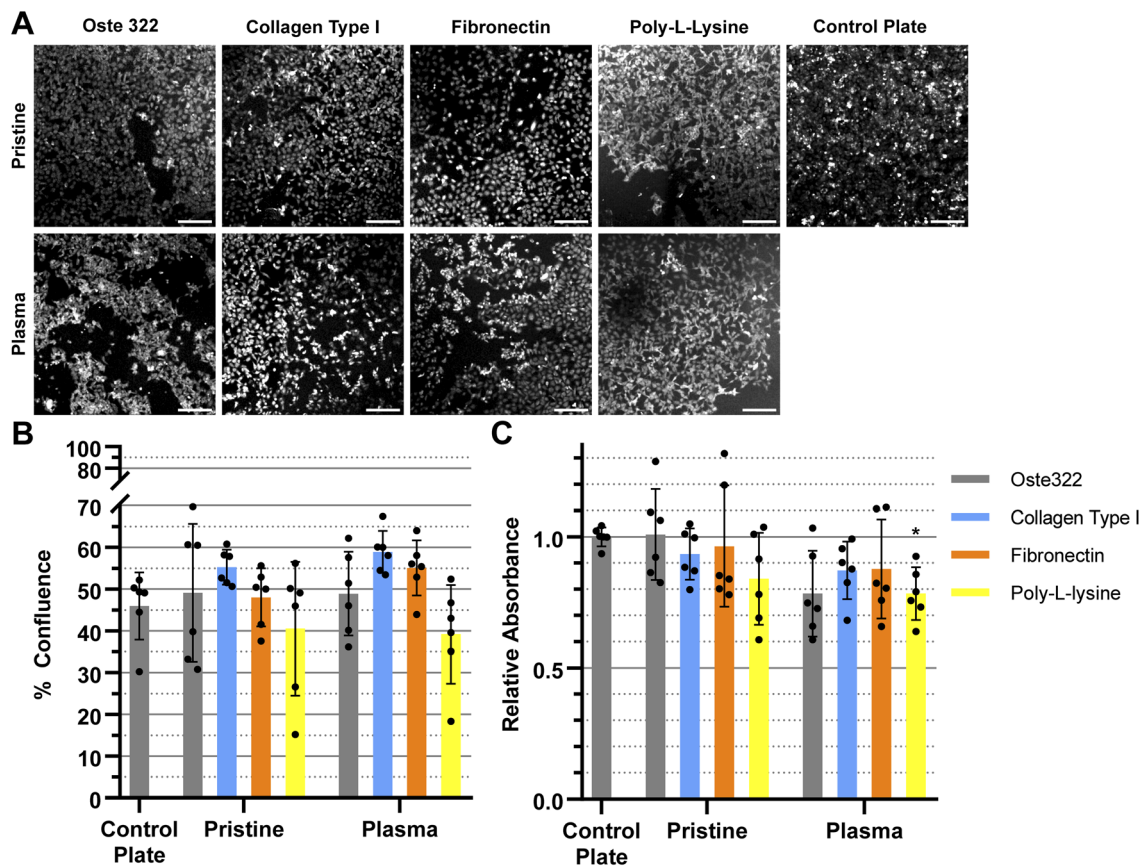 A
Oste 322
Collagen Type I
Fibronectin
Poly-L-Lysine
Control Plate
Pristine
Plasma
B
% Confluence
100
80
70
60
50
40
30
20
10
0
Control
Plate
Pristine
Plasma
C
Relative Absorbance
1.0
0.5
0.0
*
Control
Plate
Pristine
Plasma
Oste322
Collagen Type I
Fibronectin
Poly-L-lysine